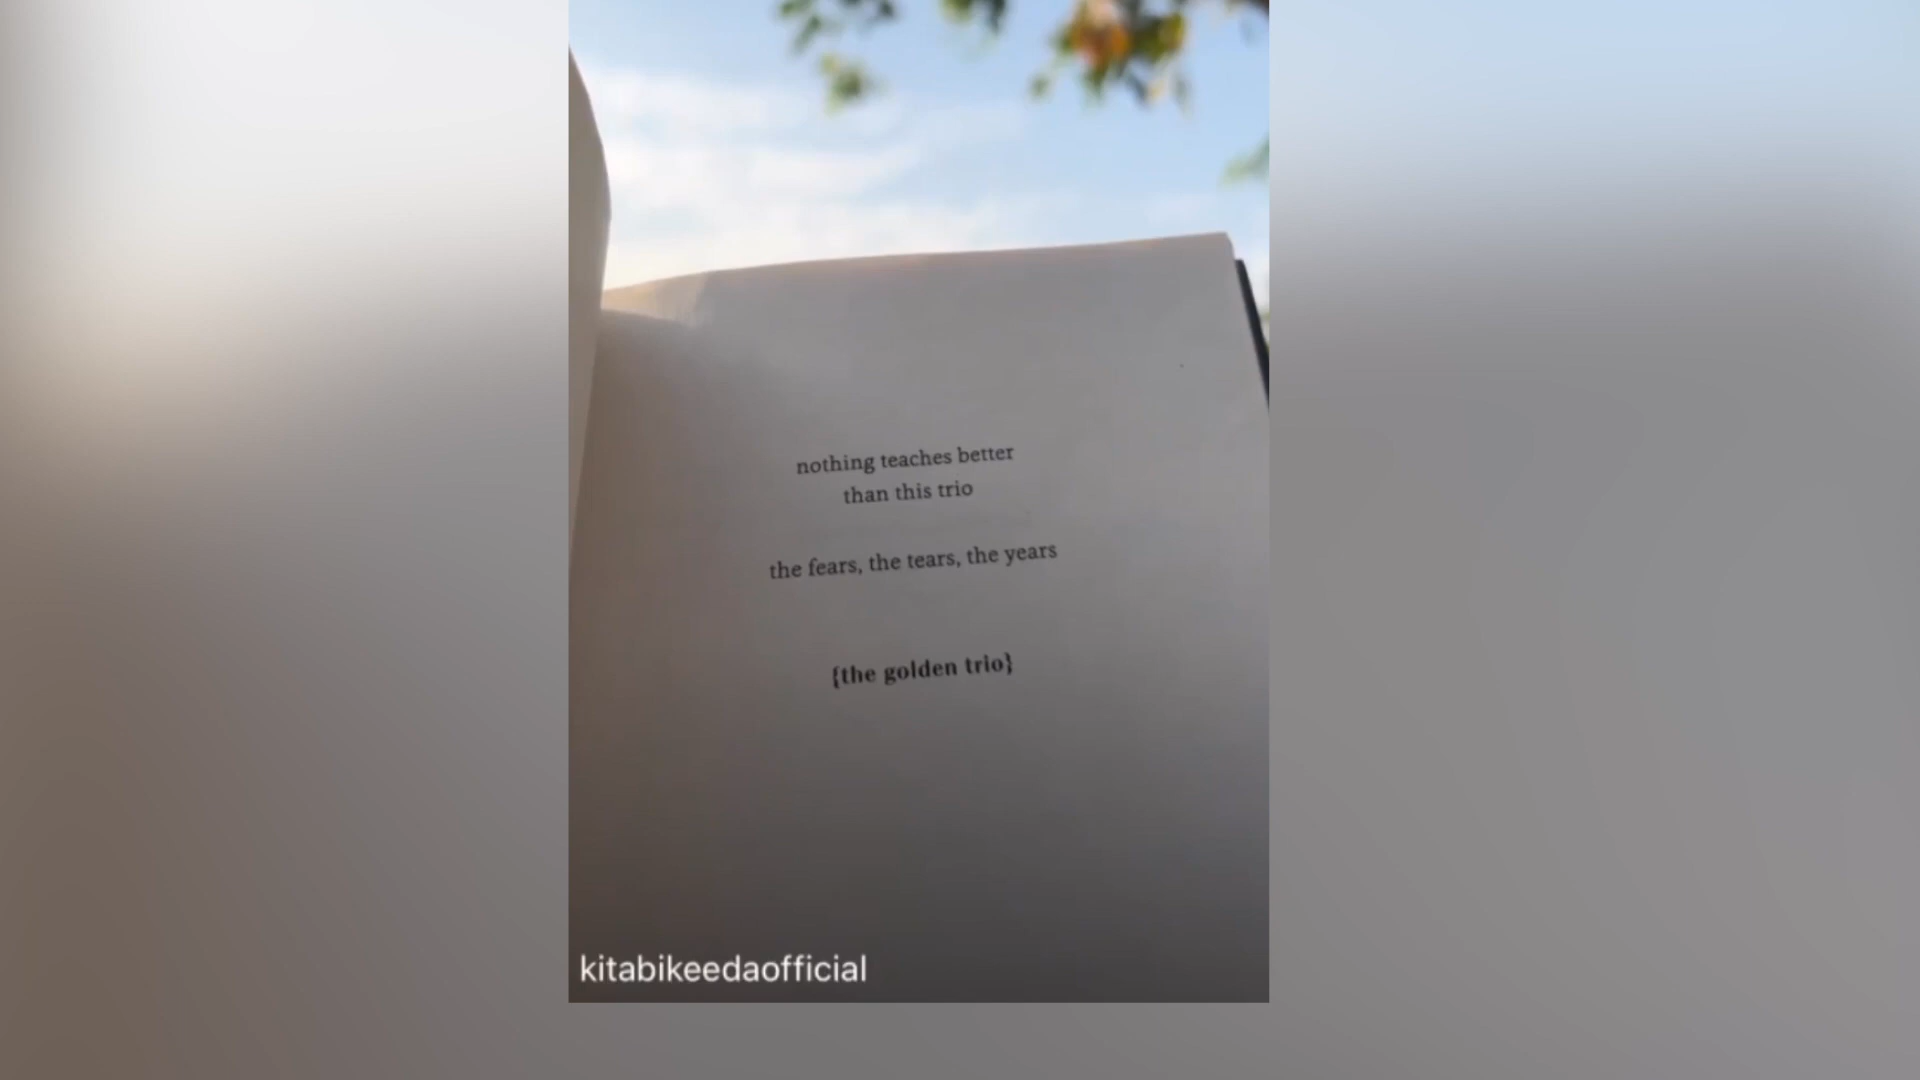 nothing teaches better
than this trio
the fears, the tears, the years
{the golden trio}
kitabikeedaofficial